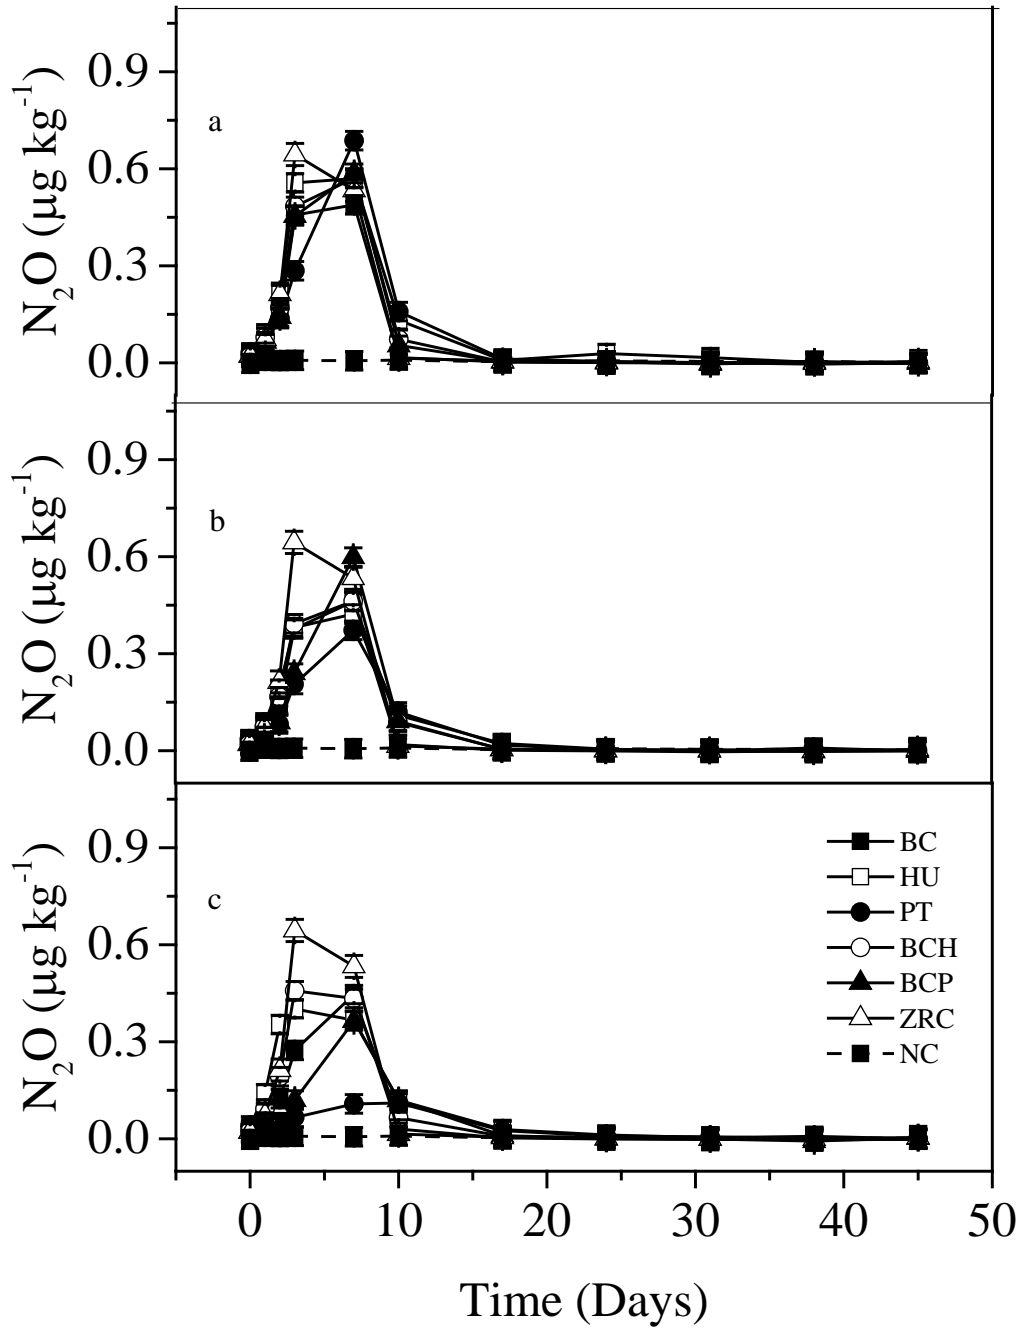 0.9
a
0.6
0.3
0.0
N₂O (µg kg⁻¹)
0.9
b
0.6
0.3
0.0
N₂O (µg kg⁻¹)
0.9
c
0.6
0.3
0.0
N₂O (µg kg⁻¹)
BC
HU
PT
BCH
BCP
ZRC
NC
0 10 20 30 40 50
Time (Days)